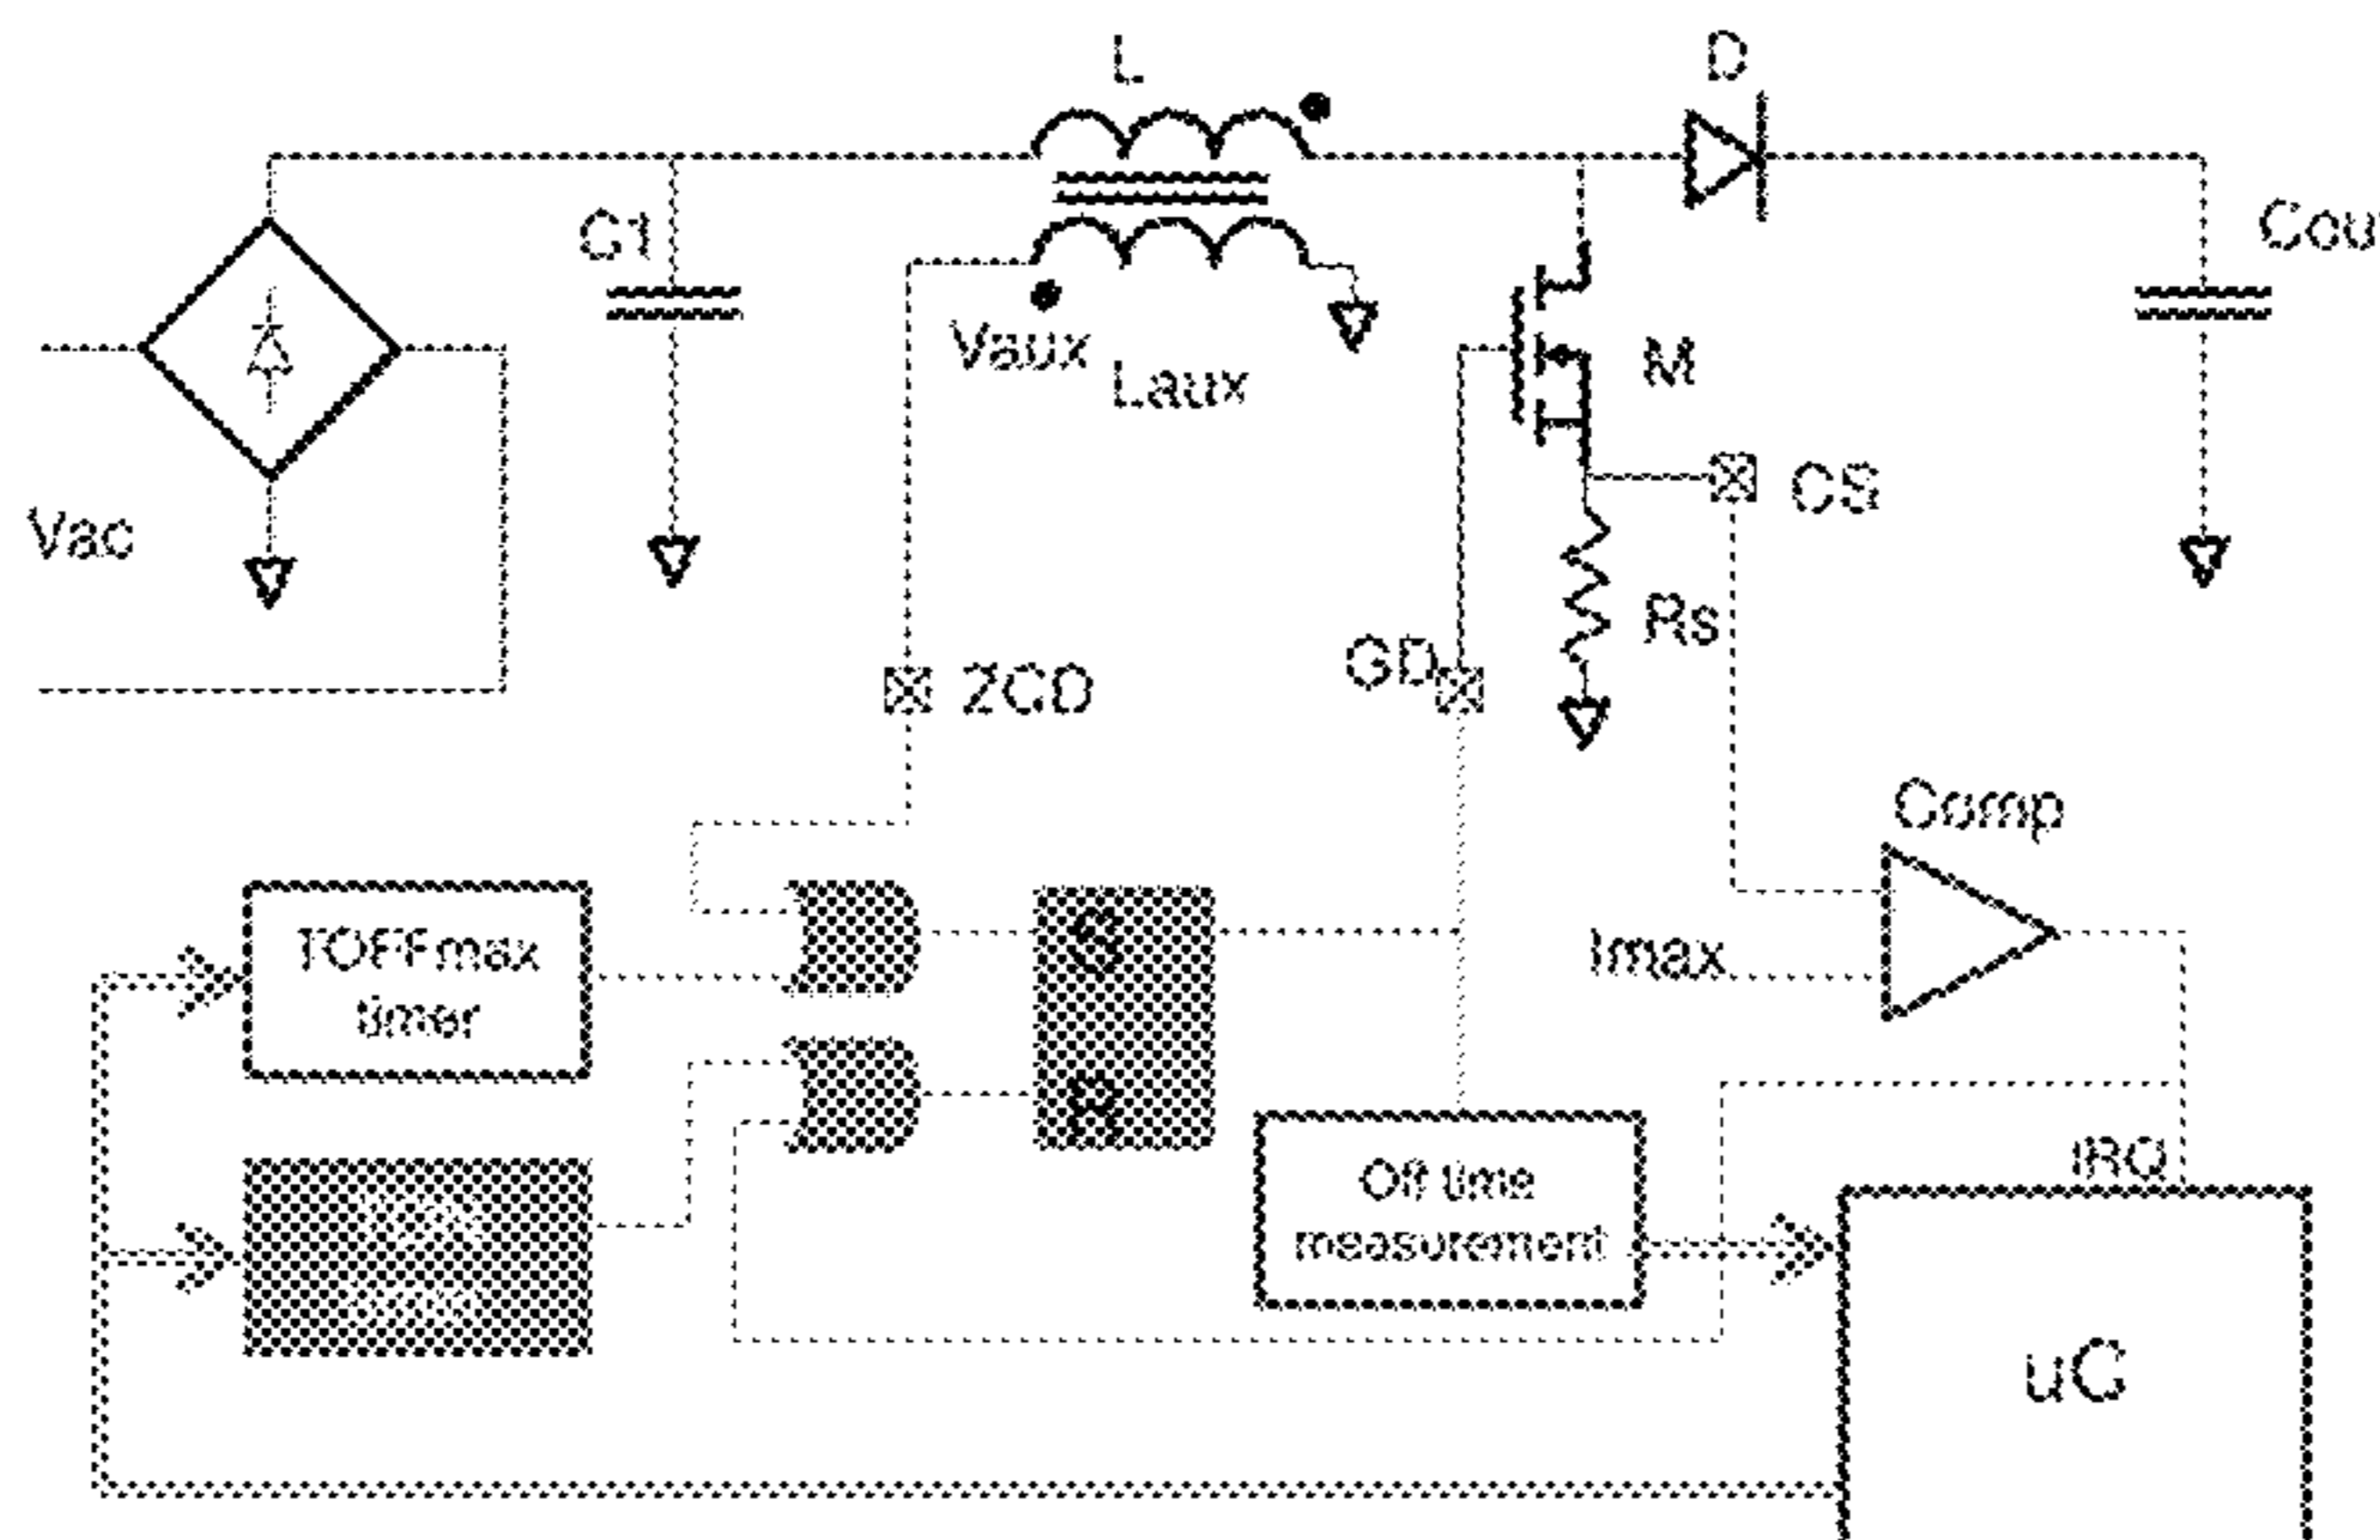 L
D
C1
Cou
Vaux
Laux
M
Vac
CS
Rs
ZCD
GD
Comp
TOFFmax
timer
Imax
R
IRQ
Off time
measurement
uC